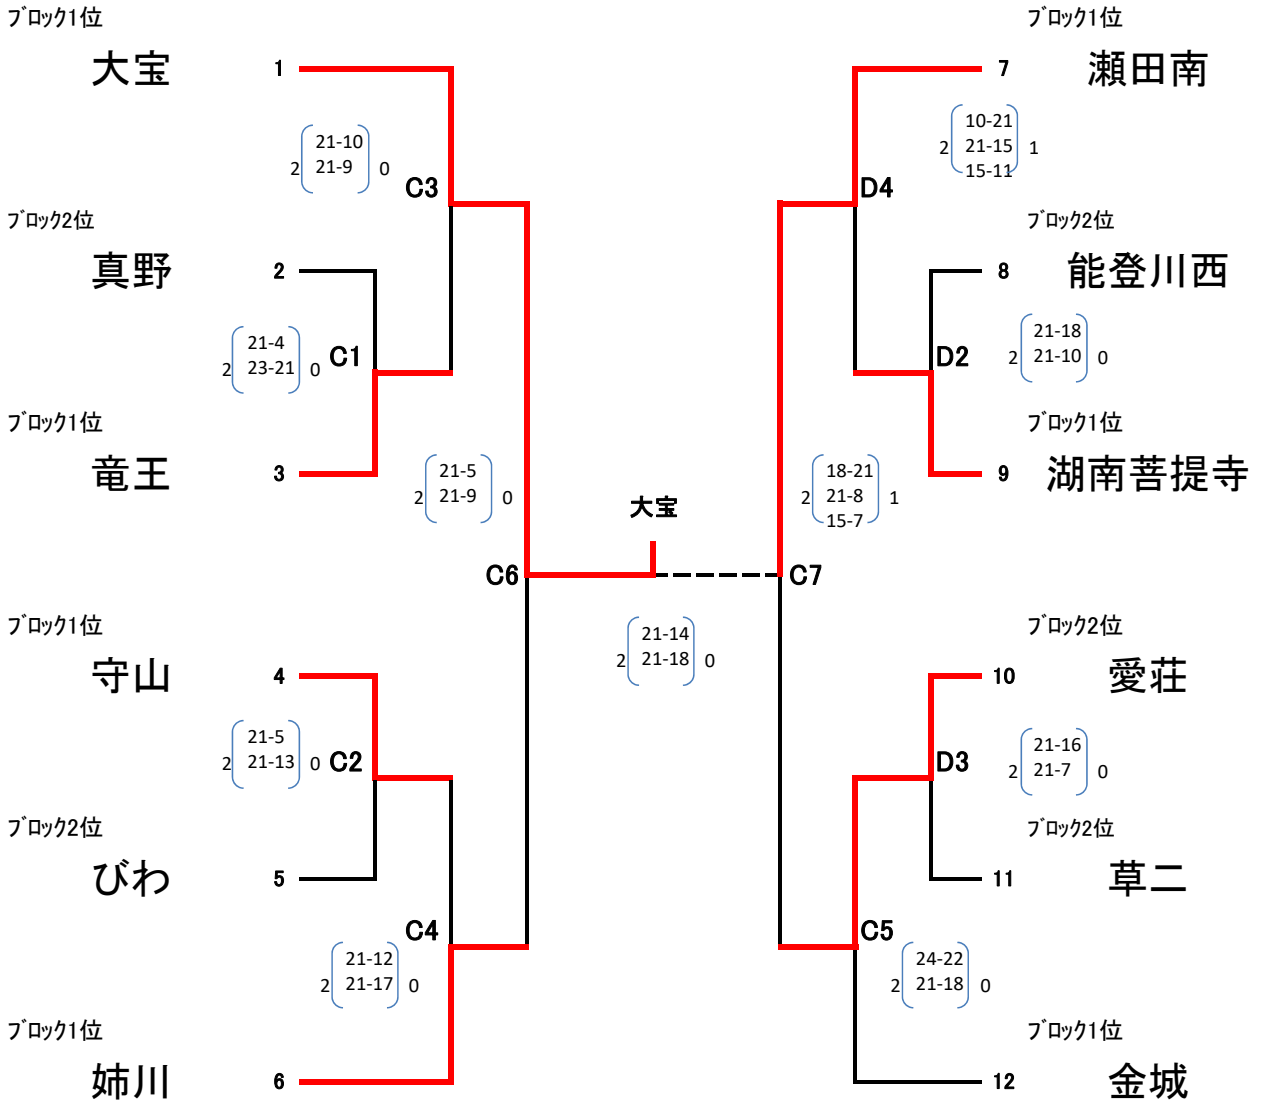 ブロック1位
大宝 1
2 21-10 0
21-9
C3
ブロック2位
真野 2
21-4
2 23-21 0
C1
ブロック1位
竜王 3
21-5
2 21-9 0
C6
ブロック1位
守山 4
21-5
2 21-13 0
C2
ブロック2位
びわ 5
C4
21-12
2 21-17 0
ブロック1位
姉川 6
大宝
21-14
2 21-18 0
ブロック1位
7 瀬田南
10-21
2 21-15 1
15-11
D4
ブロック2位
8 能登川西
21-18
2 21-10 0
D2
ブロック1位
9 湖南菩提寺
18-21
2 21-8 1
15-7
C7
ブロック2位
10 愛荘
21-16
2 21-7 0
D3
ブロック2位
11 草二
C5
24-22
2 21-18 0
ブロック1位
12 金城